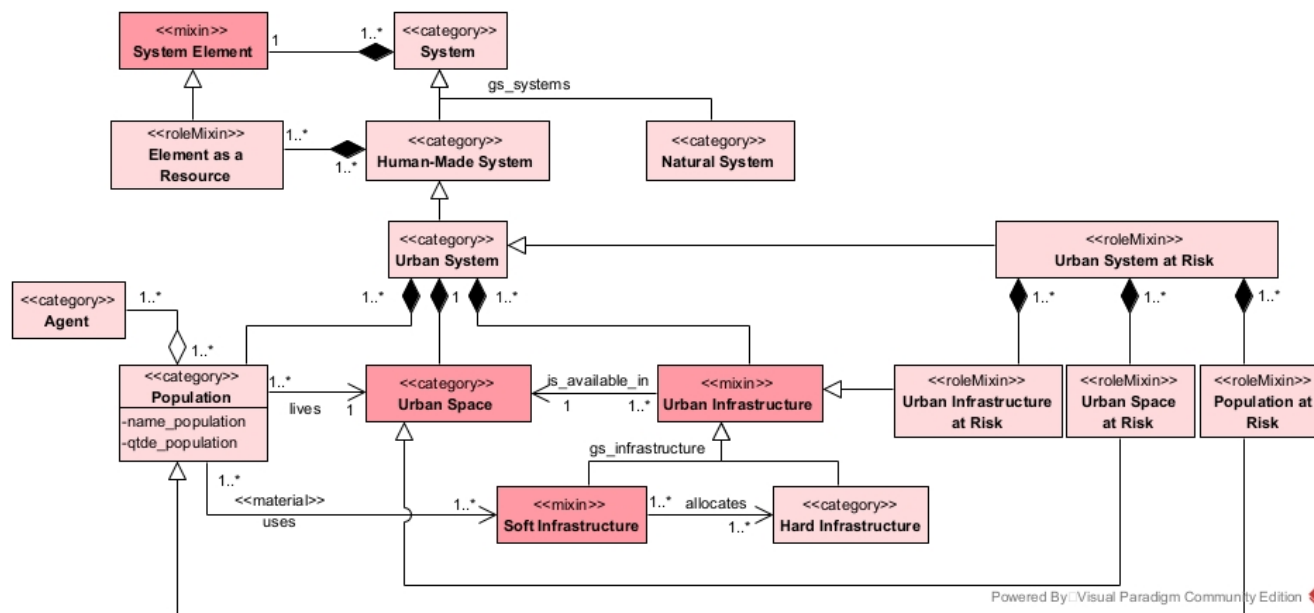 <<mixin>>
System Element
1
1..*
<<category>>
System
gs_systems
<<roleMixin>>
Element as a
Resource
1..*
1..*
<<category>>
Human-Made System
<<category>>
Natural System
<<category>>
Urban System
<<roleMixin>>
Urban System at Risk
<<category>>
Agent
1..*
1..*
1..*
1
1..*
1..*
1..*
1..*
<<category>>
Population
-name_population
-qtde_population
1..*
lives
1
<<category>>
Urban Space
is_available_in
1
1..*
<<mixin>>
Urban Infrastructure
<<roleMixin>>
Urban Infrastructure
at Risk
<<roleMixin>>
Urban Space
at Risk
<<roleMixin>>
Population at
Risk
gs_infrastructure
1..*
<<material>>
uses
1..*
<<mixin>>
Soft Infrastructure
1..*
allocates
1..*
<<category>>
Hard Infrastructure
Powered By Visual Paradigm Community Edition